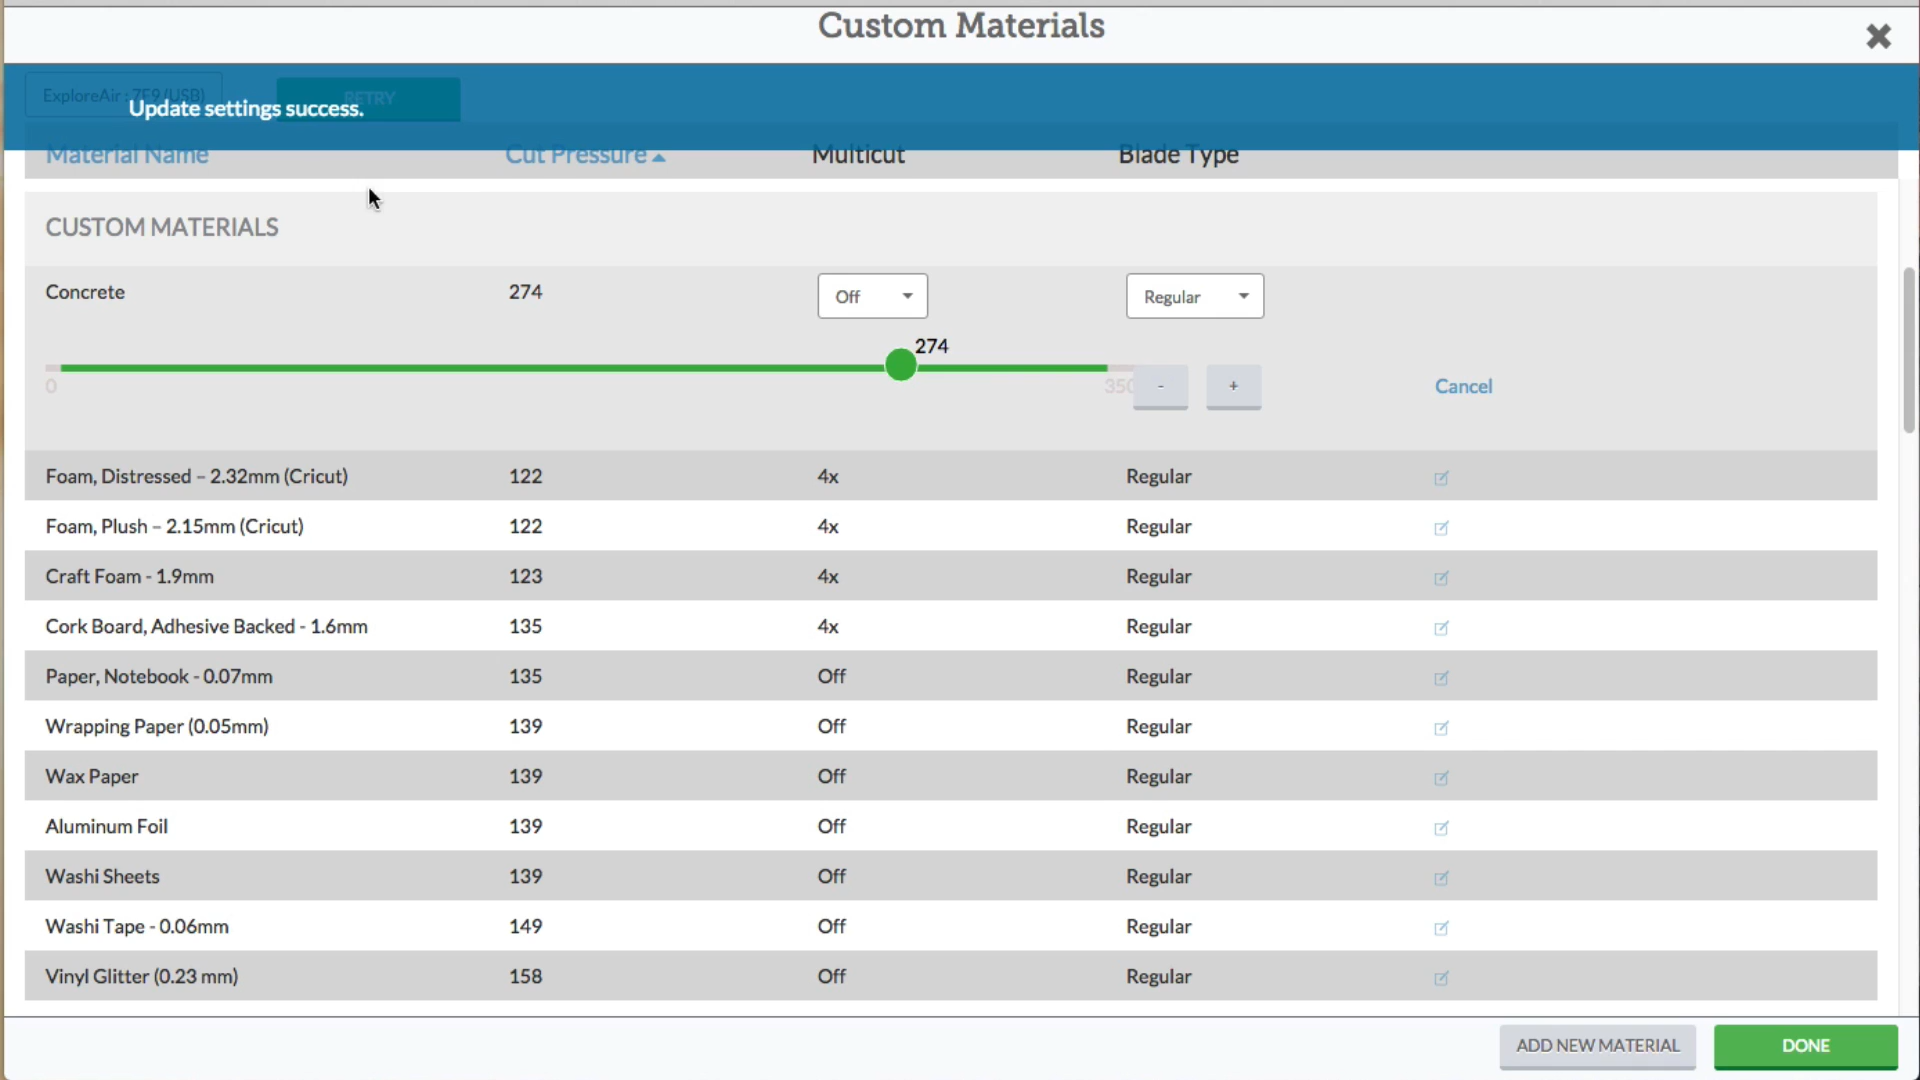 Custom Materials
ExploreAir : 7F9 (USB)
RETRY
Update settings success.
Material Name Cut Pressure Multicut Blade Type
CUSTOM MATERIALS
Concrete 274 Off Regular
274
0 350 - + Cancel
Foam, Distressed – 2.32mm (Cricut) 122 4x Regular
Foam, Plush – 2.15mm (Cricut) 122 4x Regular
Craft Foam - 1.9mm 123 4x Regular
Cork Board, Adhesive Backed - 1.6mm 135 4x Regular
Paper, Notebook - 0.07mm 135 Off Regular
Wrapping Paper (0.05mm) 139 Off Regular
Wax Paper 139 Off Regular
Aluminum Foil 139 Off Regular
Washi Sheets 139 Off Regular
Washi Tape - 0.06mm 149 Off Regular
Vinyl Glitter (0.23 mm) 158 Off Regular
ADD NEW MATERIAL DONE